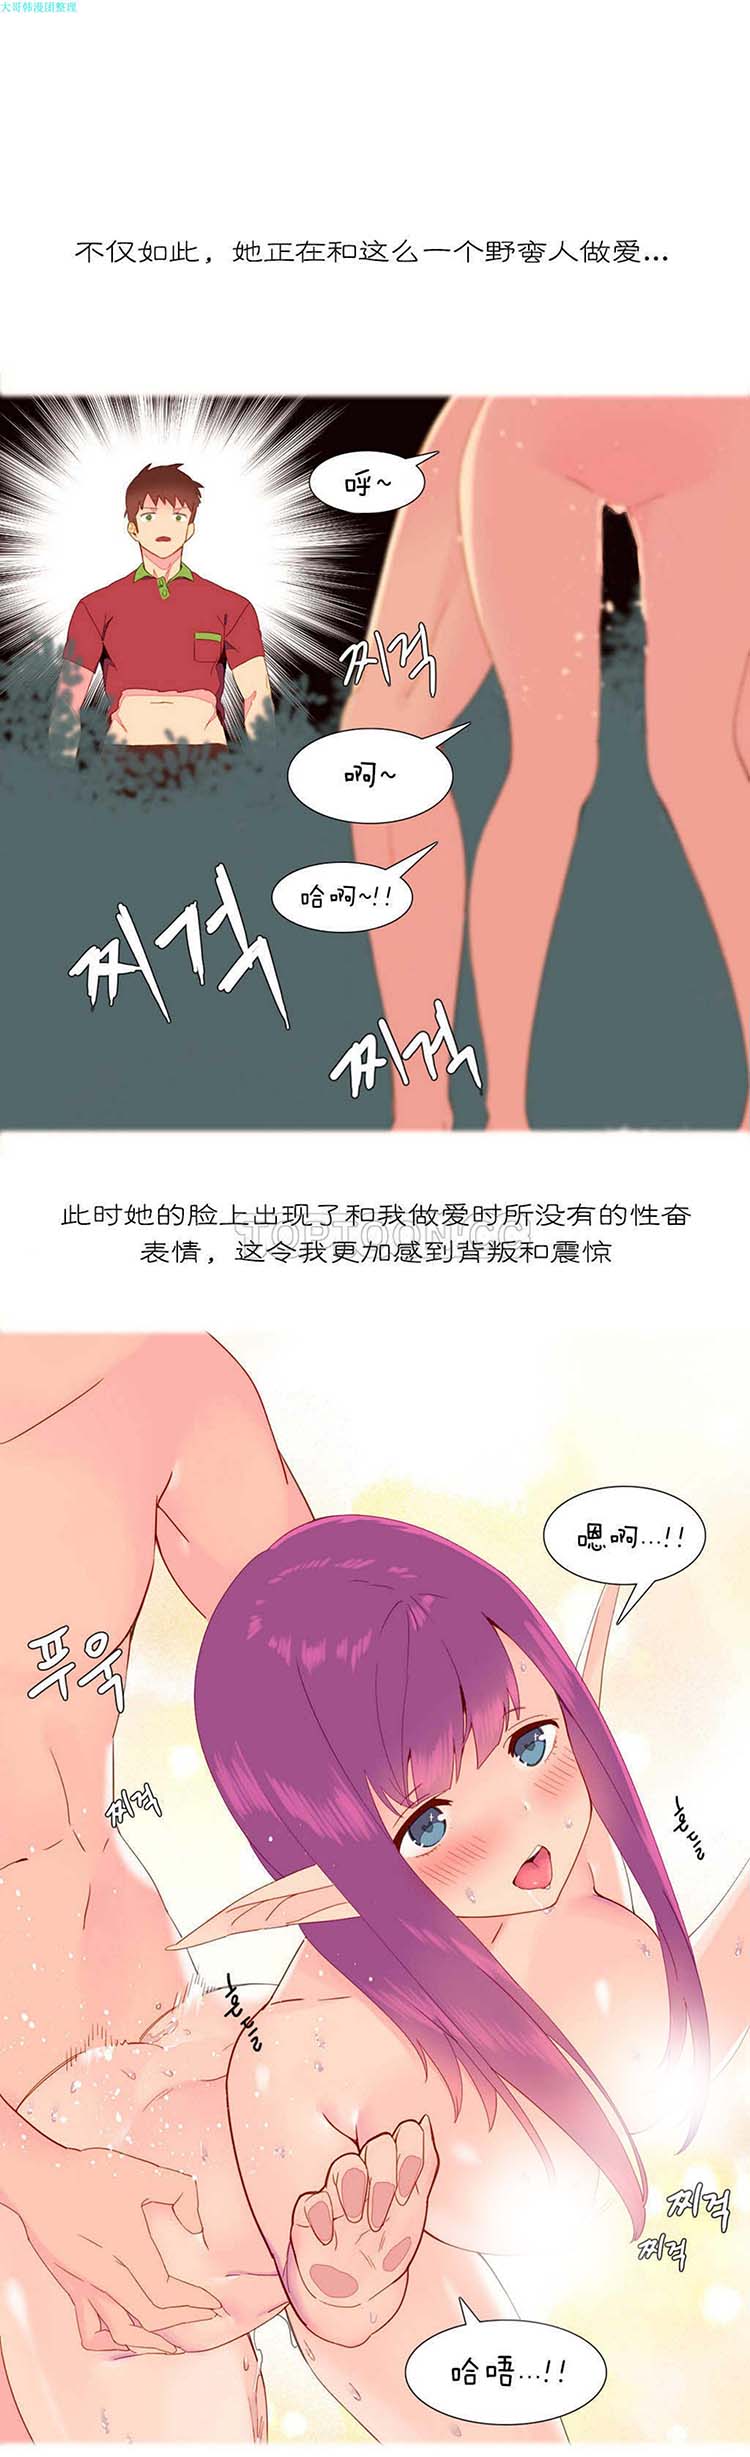 大哥韩漫团整理
不仅如此，她正在和这么一个野蛮人做爱…
呼~
찌걱
啊~
哈啊~!!
찌걱
찌걱
此时她的脸上出现了和我做爱时所没有的性奋
TOPTOON.CC
表情，这令我更加感到背叛和震惊
嗯啊…!!
푸욱
찌걱
찌걱
찌걱
哈唔…!!